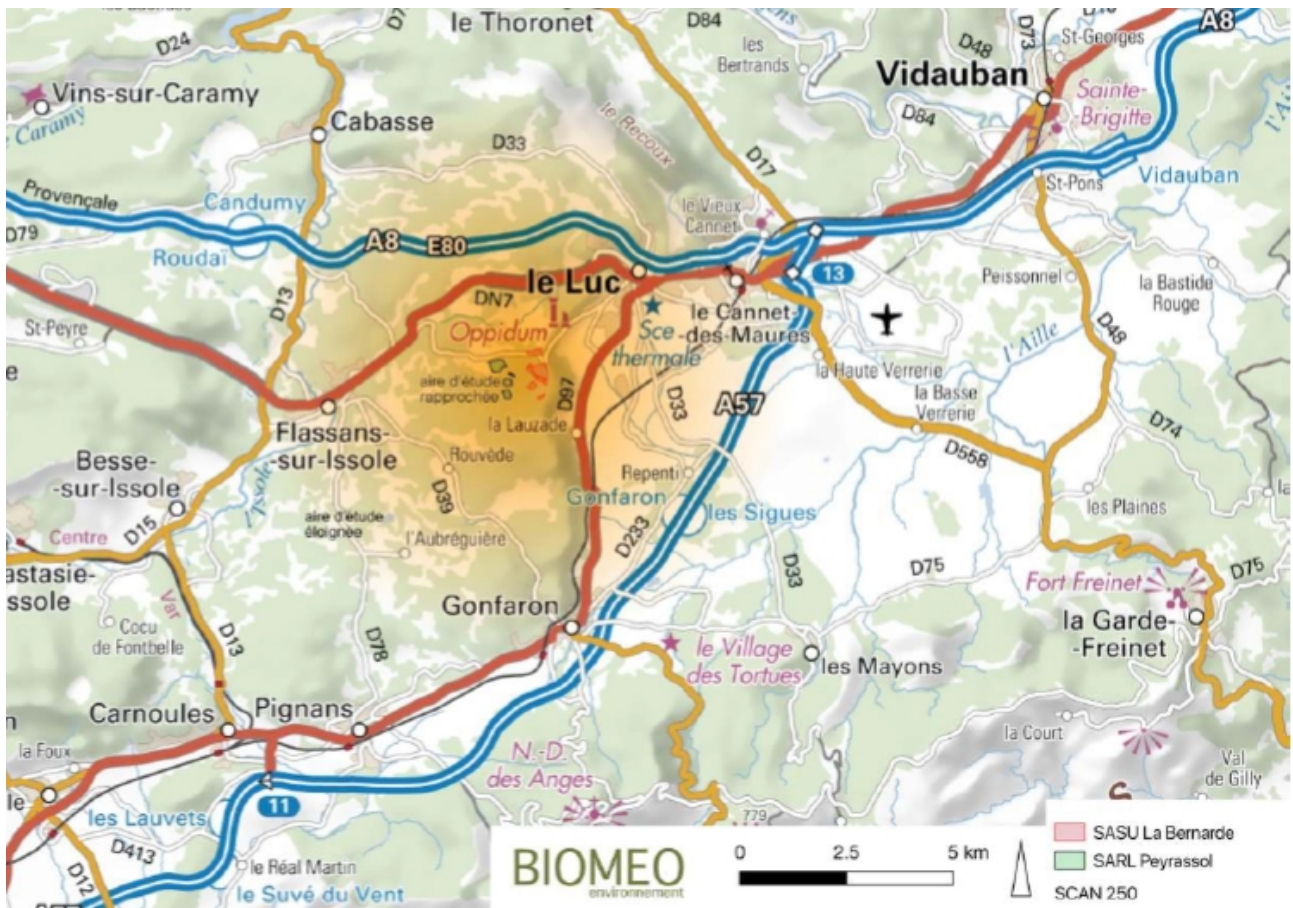 D24
le Thoronet
D84
les Bertrands
D48
D73
St-Georges
A8
Vidauban
Sainte-
-Brigitte
Vins-sur-Caramy
Cabasse
le Recoux
D33
D17
D84
St-Pons
Vidauban
Provençale
Candumy
Roudaï
D79
A8
E80
le Vieux
Cannet
13
Peissonnel
la Bastide
Rouge
le Luc
DN7
Oppidum
Sce
thermale
le Cannet-
-des-Maures
D13
St-Peyre
aire d'étude
rapprochée
D97
D33
A57
la Haute Verrerie
l'Aille
D48
la Basse
Verrerie
la Lauzade
Flassans-
-sur-Issole
Rouvède
Repenti
D558
D74
Besse-
-sur-Issole
l'Issole
D39
Gonfaron
les Sigues
les Plaines
Centre
D15
aire d'étude
éloignée
l'Aubréguière
D233
D33
D75
D75
Var
Fort Freinet
la Garde-
-Freinet
Gonfaron
Cocu
de Fontbelle
D13
D78
le Village
des Tortues
les Mayons
Carnoules
Pignans
la Foux
la Court
Val
de Gilly
N.-D.
des Anges
11
779
les Lauvets
D413
D12
le Réal Martin
le Suvé du Vent
BIOMEO
environnement
0 2.5 5 km
SASU La Bernarde
SARL Peyrassol
SCAN 250